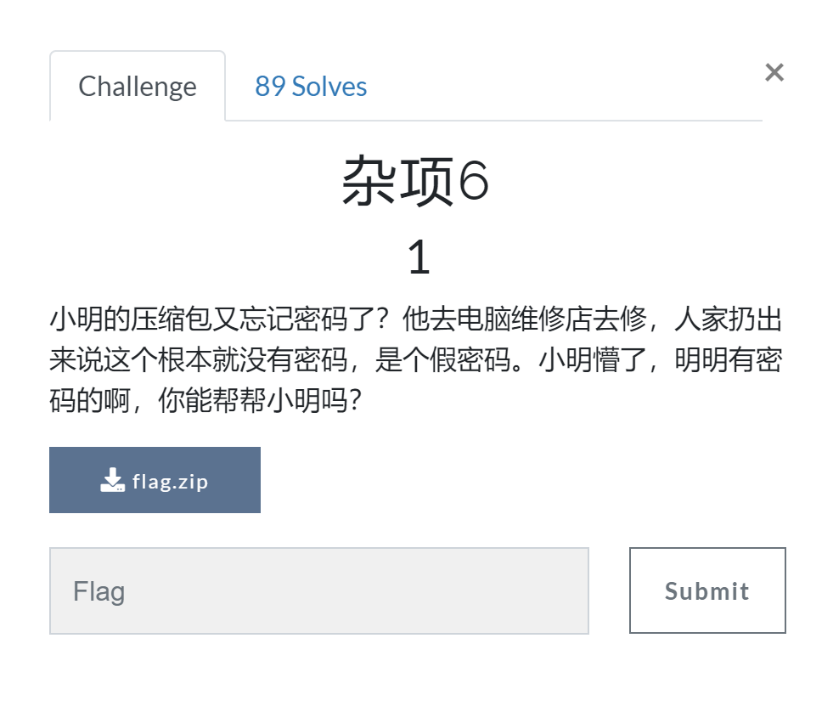 Challenge 89 Solves ×
杂项6
1
小明的压缩包又忘记密码了？他去电脑维修店去修，人家扔出
来说这个根本就没有密码，是个假密码。小明懵了，明明有密
码的啊，你能帮帮小明吗？
flag.zip
Flag Submit